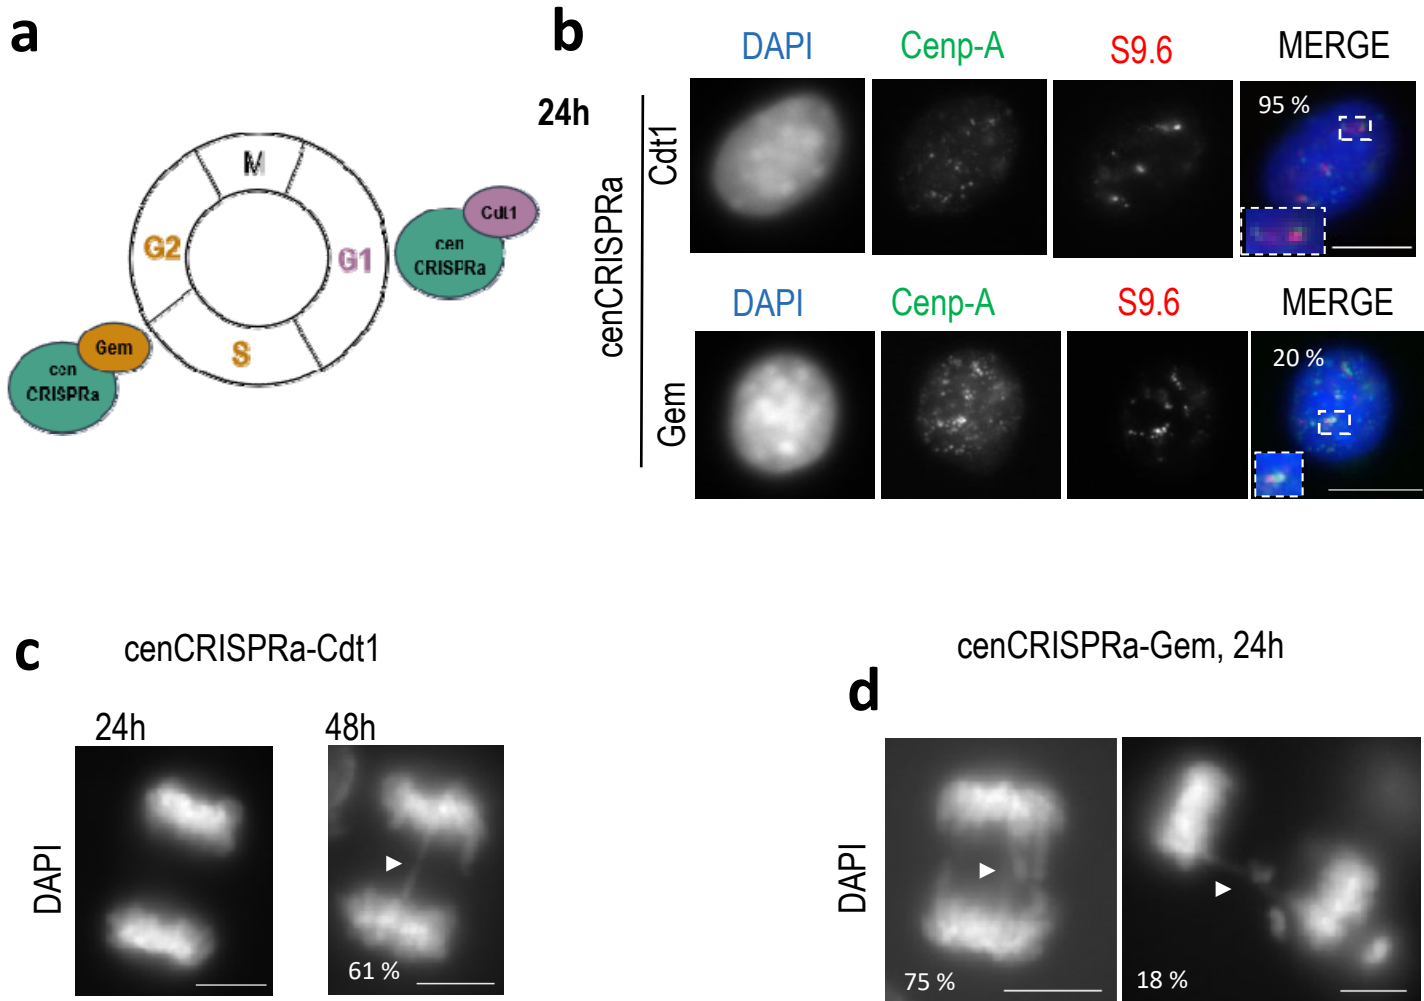 a
M
G2
G1
S
Cdt1
cen
CRISPRa
Gem
cen
CRISPRa
b
24h
cenCRISPRa
Cdt1
DAPI Cenp-A S9.6 MERGE
95 %
Gem
DAPI Cenp-A S9.6 MERGE
20 %
c
cenCRISPRa-Cdt1
24h 48h
DAPI
61 %
d
cenCRISPRa-Gem, 24h
DAPI
75 % 18 %